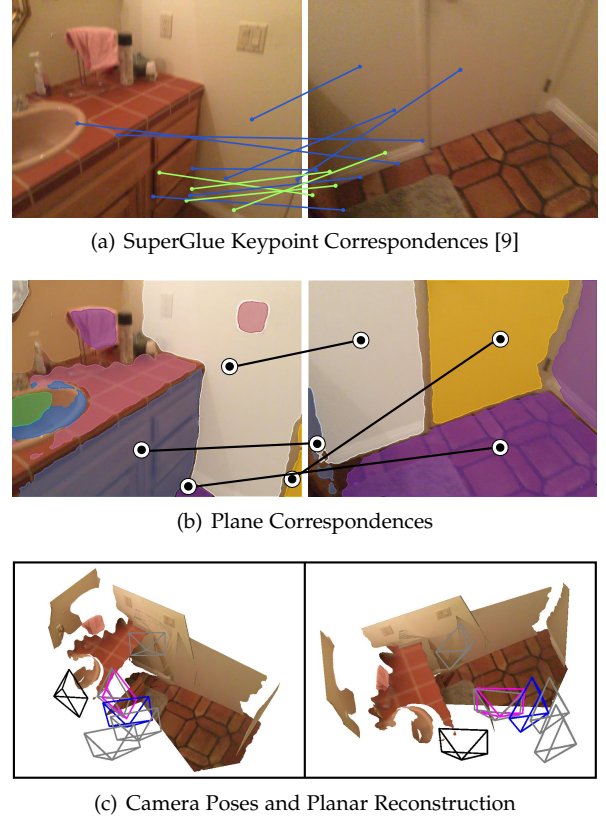 (a) SuperGlue Keypoint Correspondences [9]
(b) Plane Correspondences
(c) Camera Poses and Planar Reconstruction